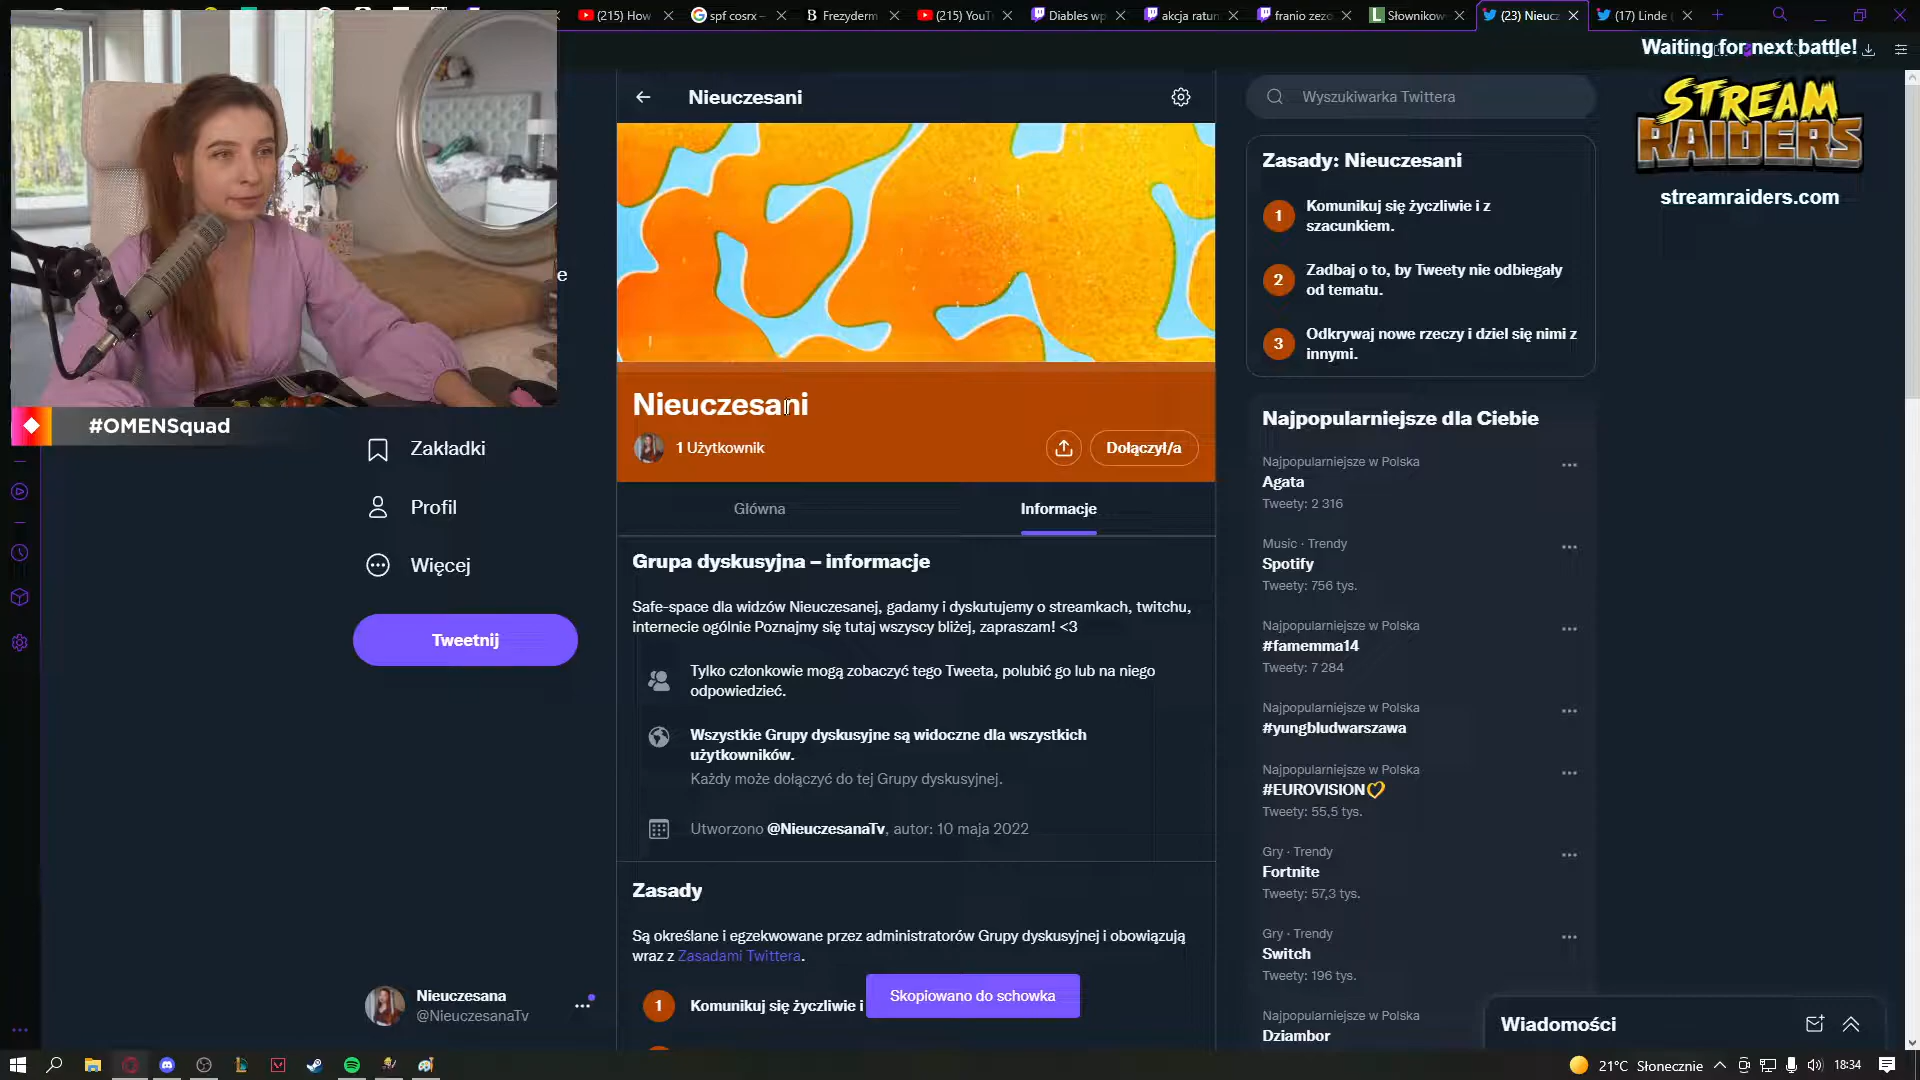 (215) How
spf cosrx –
Frezyderm
(215) YouT
Diables wp
akcja ratun
franio zezo
Słownikow
(23) Nieucz
(17) Linde
Waiting for next battle!
STREAM
RAIDERS
streamraiders.com
#OMENSquad
e
Zakładki
Profil
Więcej
Tweetnij
Nieuczesana
@NieuczesanaTv
Nieuczesani
Nieuczesani
1 Użytkownik
Dołączył/a
Główna
Informacje
Grupa dyskusyjna – informacje
Safe-space dla widzów Nieuczesanej, gadamy i dyskutujemy o streamkach, twitchu,
internecie ogólnie Poznajmy się tutaj wszyscy bliżej, zapraszam! <3
Tylko członkowie mogą zobaczyć tego Tweeta, polubić go lub na niego
odpowiedzieć.
Wszystkie Grupy dyskusyjne są widoczne dla wszystkich
użytkowników.
Każdy może dołączyć do tej Grupy dyskusyjnej.
Utworzono @NieuczesanaTv, autor: 10 maja 2022
Zasady
Są określane i egzekwowane przez administratorów Grupy dyskusyjnej i obowiązują
wraz z Zasadami Twittera.
1
Komunikuj się życzliwie i
Skopiowano do schowka
Wyszukiwarka Twittera
Zasady: Nieuczesani
1
Komunikuj się życzliwie i z
szacunkiem.
2
Zadbaj o to, by Tweety nie odbiegały
od tematu.
3
Odkrywaj nowe rzeczy i dziel się nimi z
innymi.
Najpopularniejsze dla Ciebie
Najpopularniejsze w Polska
Agata
Tweety: 2 316
Music · Trendy
Spotify
Tweety: 756 tys.
Najpopularniejsze w Polska
#famemma14
Tweety: 7 284
Najpopularniejsze w Polska
#yungbludwarszawa
Najpopularniejsze w Polska
#EUROVISION
Tweety: 55,5 tys.
Gry · Trendy
Fortnite
Tweety: 57,3 tys.
Gry · Trendy
Switch
Tweety: 196 tys.
Najpopularniejsze w Polska
Dziambor
Wiadomości
21°C Słonecznie
18:34